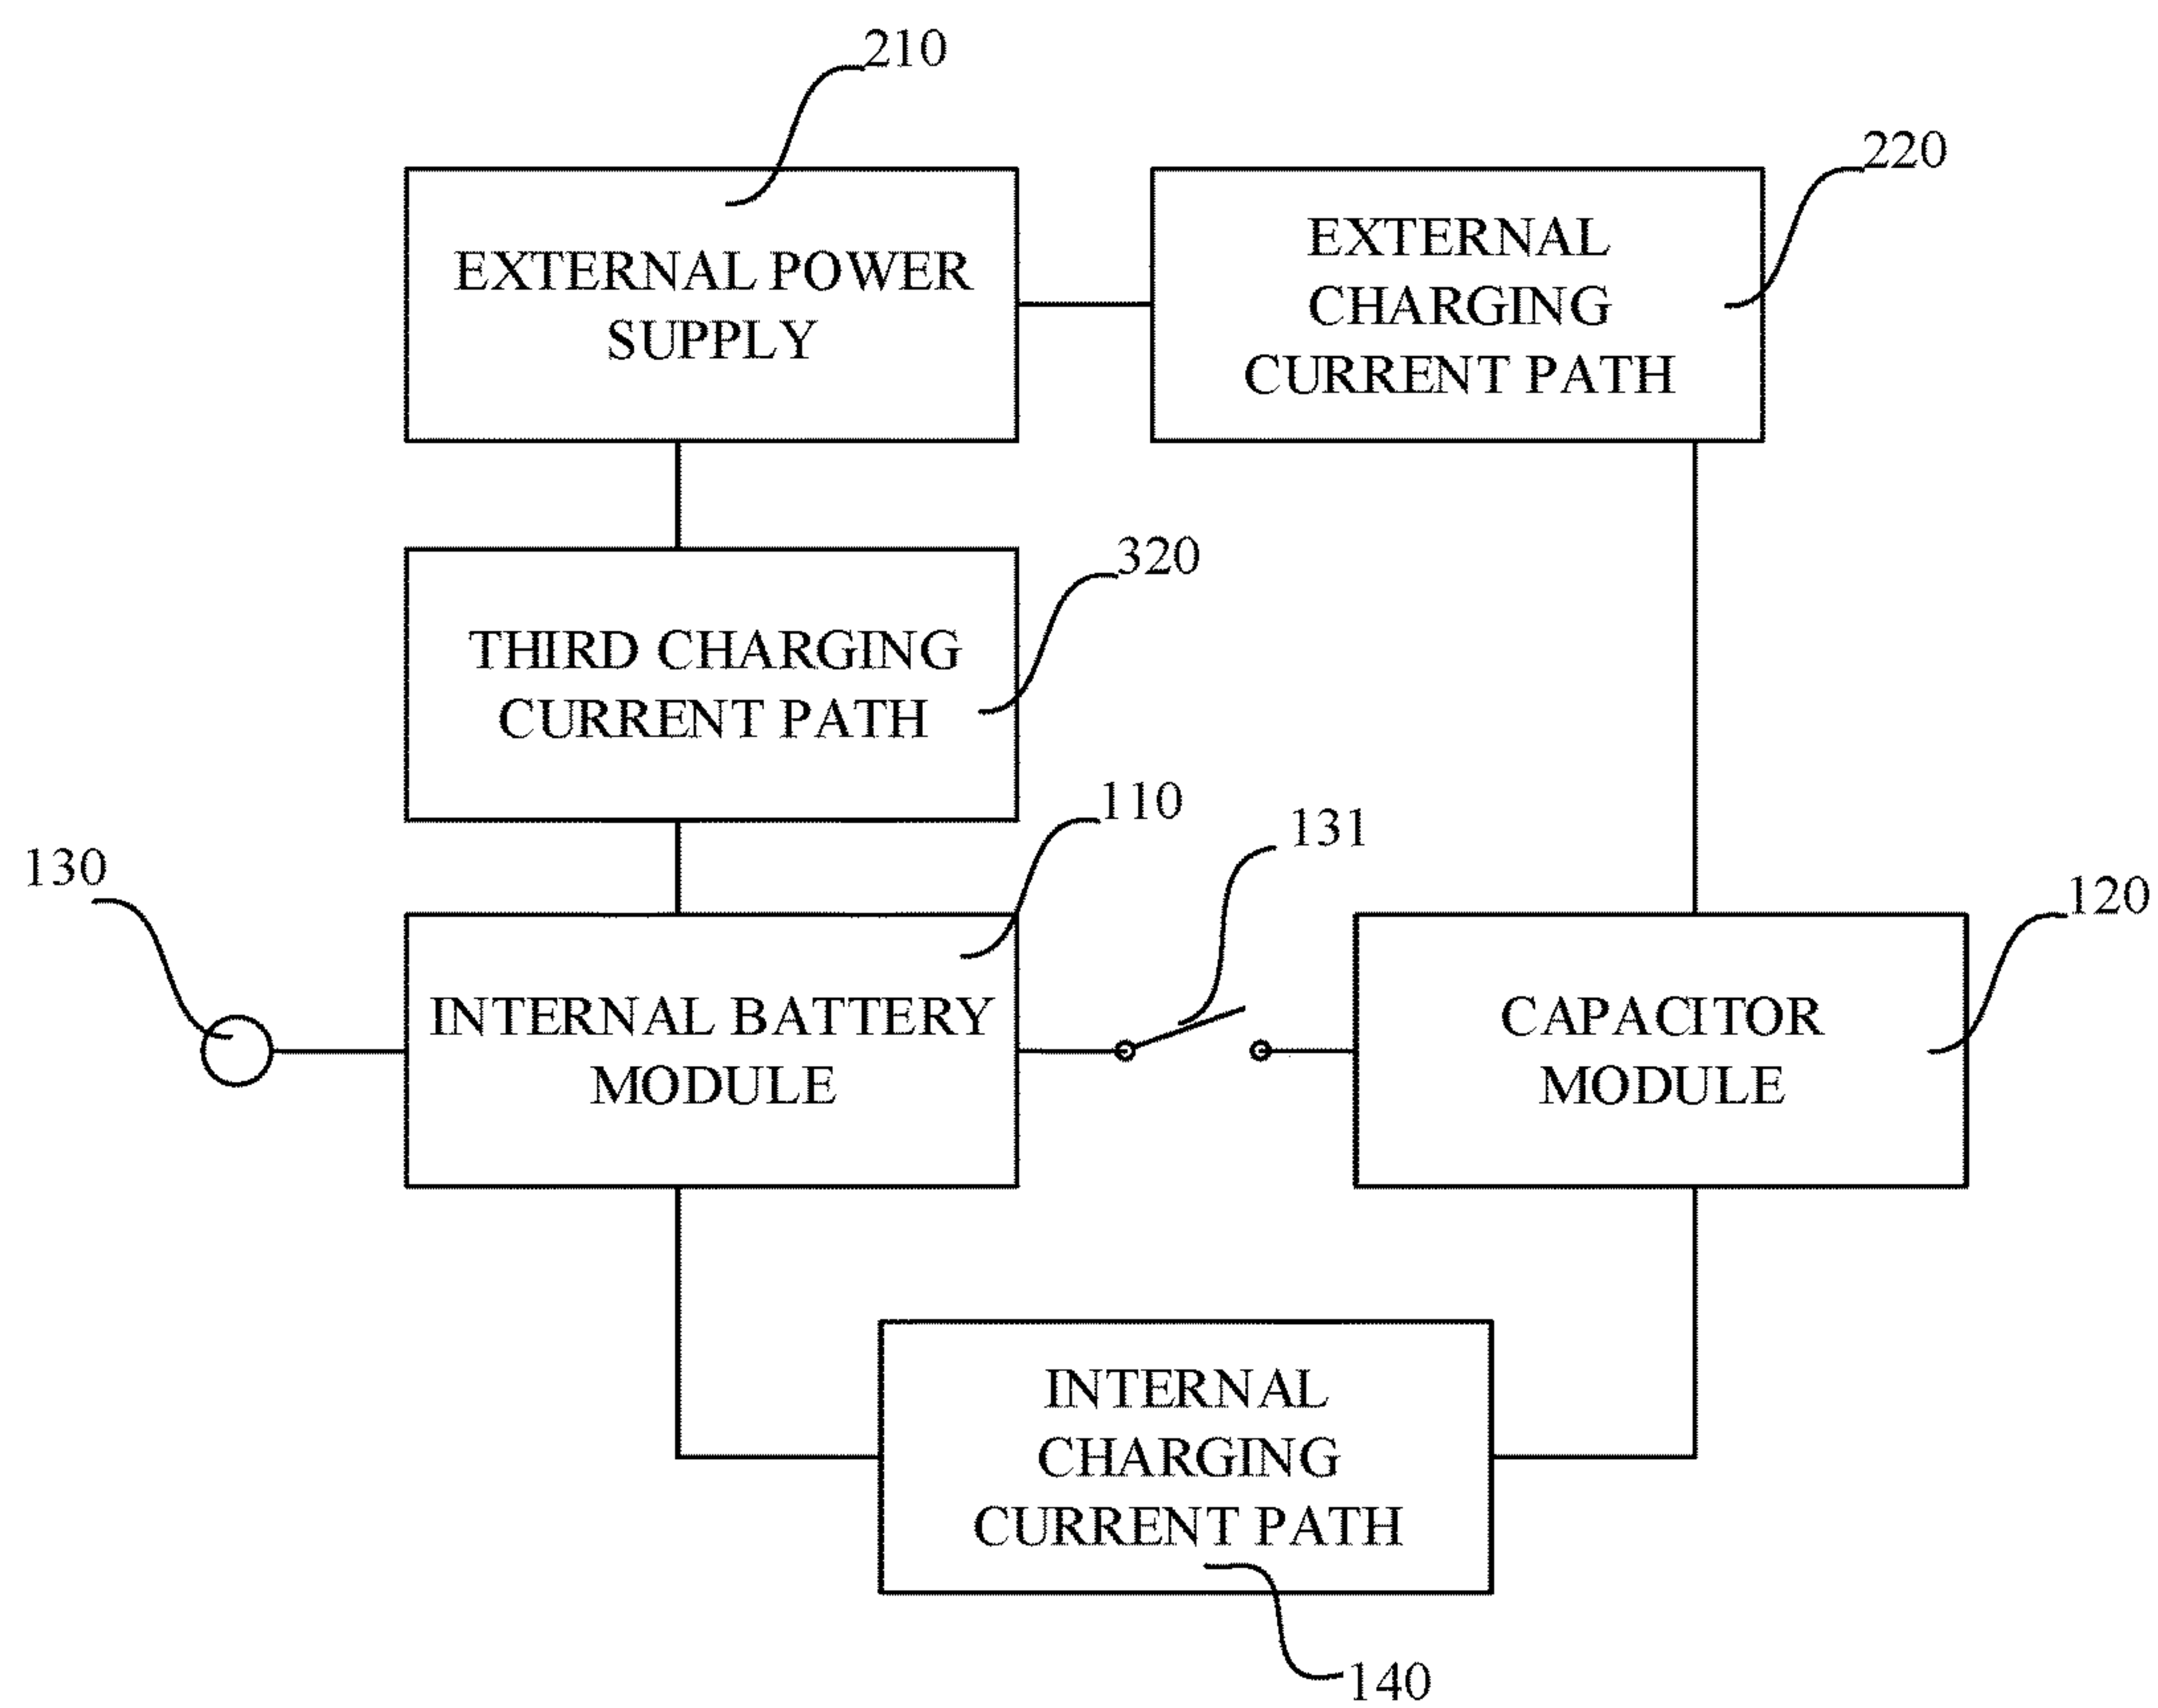 210
220
EXTERNAL POWER
SUPPLY
EXTERNAL
CHARGING
CURRENT PATH
320
THIRD CHARGING
CURRENT PATH
110
131
130
120
INTERNAL BATTERY
MODULE
CAPACITOR
MODULE
INTERNAL
CHARGING
CURRENT PATH
140